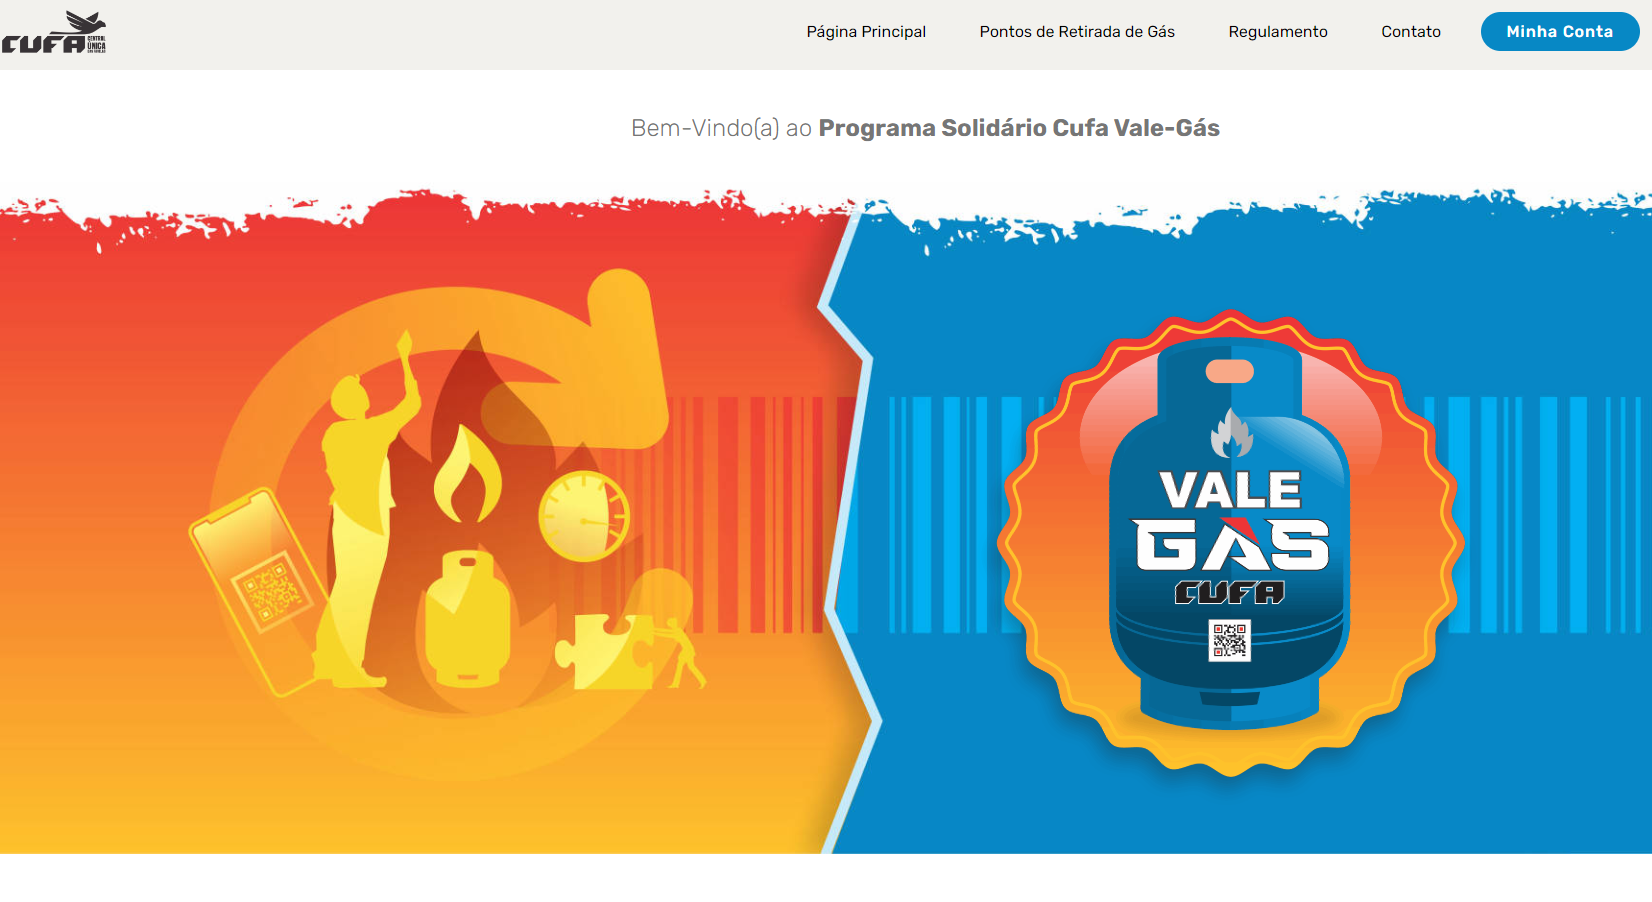 CUFA
CENTRAL
ÚNICA
DAS FAVELAS
Página Principal
Pontos de Retirada de Gás
Regulamento
Contato
Minha Conta
Bem-Vindo(a) ao Programa Solidário Cufa Vale-Gás
VALE
GÁS
CUFA